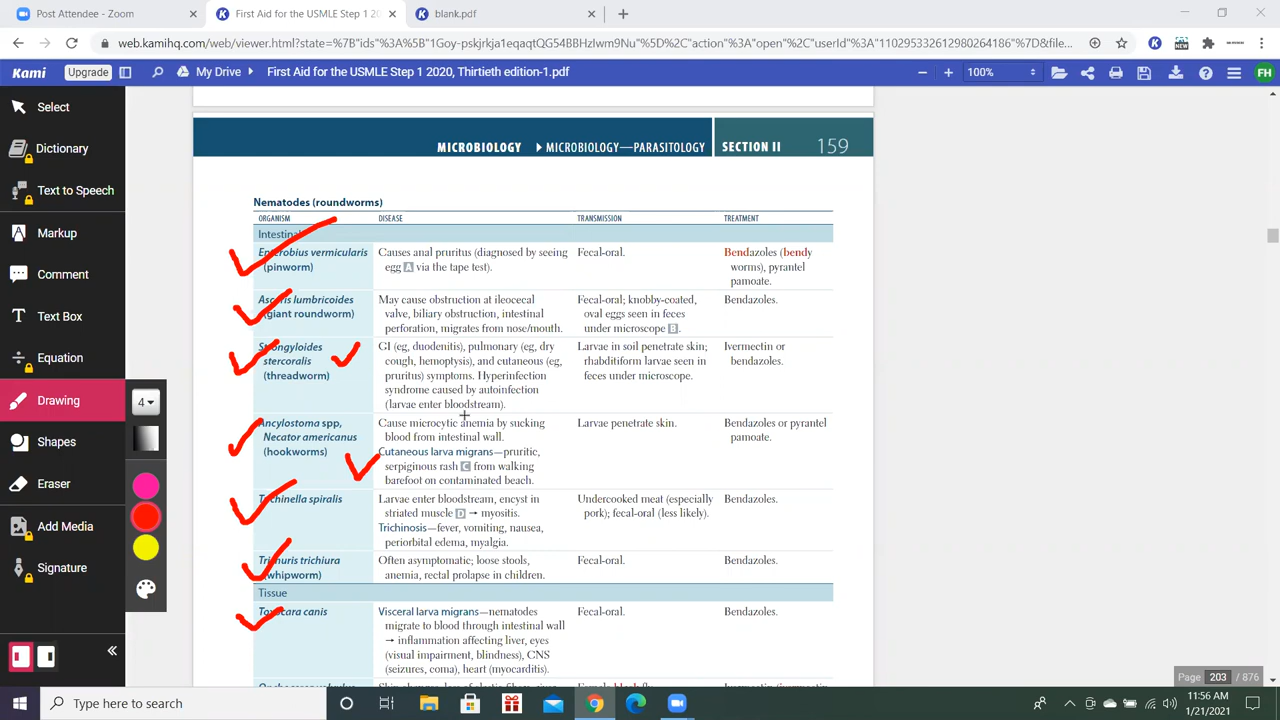 Post Attendee - Zoom
First Aid for the USMLE Step 1 20
blank.pdf
web.kamihq.com/web/viewer.html?state=%7B"ids"%3A%5B"1Goy-pskjrkja1eqaqtQG54BBHzIwm9Nu"%5D%2C"action"%3A"open"%2C"userId"%3A"110295332612980264186"%7D&file...
Kami
Upgrade
My Drive
First Aid for the USMLE Step 1 2020, Thirtieth edition-1.pdf
100%
FH
Select
Dictionary
Text to Speech
Markup
Comment
Text Box
Equation
Drawing
Shapes
Eraser
Add Media
Signature
4
MICROBIOLOGY
MICROBIOLOGY—PARASITOLOGY
SECTION II
159
Nematodes (roundworms)
ORGANISM DISEASE TRANSMISSION TREATMENT
Intestinal
Enterobius vermicularis
(pinworm)
Causes anal pruritus (diagnosed by seeing
egg A via the tape test).
Fecal-oral.
Bendazoles (bendy
worms), pyrantel
pamoate.
Ascaris lumbricoides
(giant roundworm)
May cause obstruction at ileocecal
valve, biliary obstruction, intestinal
perforation, migrates from nose/mouth.
Fecal-oral; knobby-coated,
oval eggs seen in feces
under microscope B.
Bendazoles.
Strongyloides
stercoralis
(threadworm)
GI (eg, duodenitis), pulmonary (eg, dry
cough, hemoptysis), and cutaneous (eg,
pruritus) symptoms. Hyperinfection
syndrome caused by autoinfection
(larvae enter bloodstream).
Larvae in soil penetrate skin;
rhabditiform larvae seen in
feces under microscope.
Ivermectin or
bendazoles.
Ancylostoma spp,
Necator americanus
(hookworms)
Cause microcytic anemia by sucking
blood from intestinal wall.
Cutaneous larva migrans—pruritic,
serpiginous rash C from walking
barefoot on contaminated beach.
Larvae penetrate skin.
Bendazoles or pyrantel
pamoate.
Trichinella spiralis
Larvae enter bloodstream, encyst in
striated muscle D → myositis.
Trichinosis—fever, vomiting, nausea,
periorbital edema, myalgia.
Undercooked meat (especially
pork); fecal-oral (less likely).
Bendazoles.
Trichuris trichiura
(whipworm)
Often asymptomatic; loose stools,
anemia, rectal prolapse in children.
Fecal-oral.
Bendazoles.
Tissue
Toxocara canis
Visceral larva migrans—nematodes
migrate to blood through intestinal wall
→ inflammation affecting liver, eyes
(visual impairment, blindness), CNS
(seizures, coma), heart (myocarditis).
Fecal-oral.
Bendazoles.
Page 203 / 876
Type here to search
11:56 AM
1/21/2021